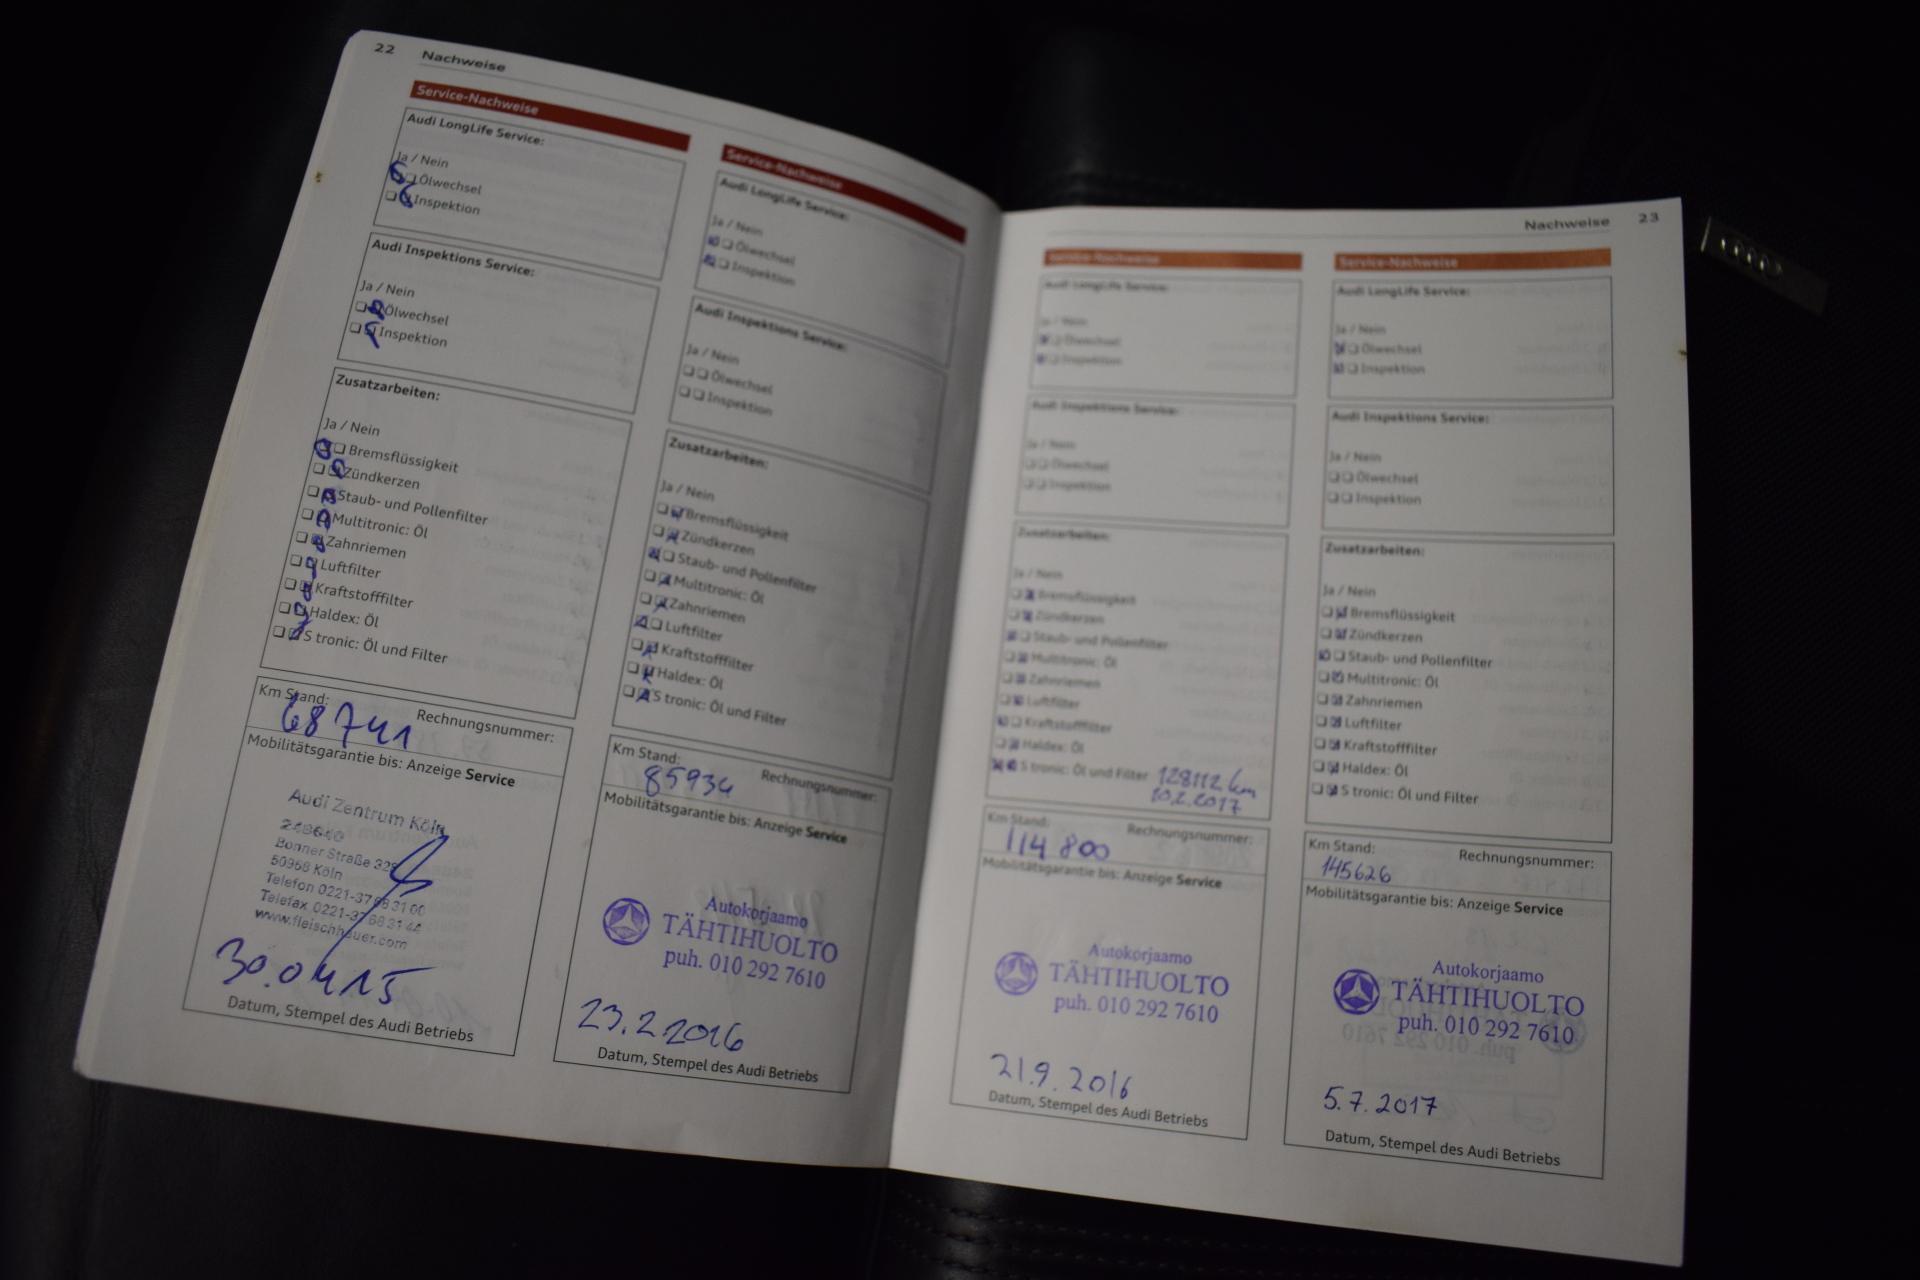 22 Nachweise
Service-Nachweise
Audi LongLife Service:
Ja / Nein
Ölwechsel
Inspektion
Audi Inspektions Service:
Ja / Nein
Ölwechsel
Inspektion
Zusatzarbeiten:
Ja / Nein
Bremsflüssigkeit
Zündkerzen
Staub- und Pollenfilter
Multitronic: Öl
Zahnriemen
Luftfilter
Kraftstofffilter
Haldex: Öl
S tronic: Öl und Filter
Km Stand: Rechnungsnummer:
68741
Mobilitätsgarantie bis: Anzeige Service
Audi Zentrum Köln
248640
Bonner Straße 328
50968 Köln
Telefon 0221-37 68 31 00
Telefax 0221-37 68 31 44
www.fleischhauer.com
30.04.15
Datum, Stempel des Audi Betriebs
Service-Nachweise
Audi LongLife Service:
Ja / Nein
Ölwechsel
Inspektion
Audi Inspektions Service:
Ja / Nein
Ölwechsel
Inspektion
Zusatzarbeiten:
Ja / Nein
Bremsflüssigkeit
Zündkerzen
Staub- und Pollenfilter
Multitronic: Öl
Zahnriemen
Luftfilter
Kraftstofffilter
Haldex: Öl
S tronic: Öl und Filter
Km Stand: Rechnungsnummer:
85934
Mobilitätsgarantie bis: Anzeige Service
Autokorjaamo
TÄHTIHUOLTO
puh. 010 292 7610
23.2.2016
Datum, Stempel des Audi Betriebs
Nachweise 23
Service-Nachweise
Audi LongLife Service:
Ja / Nein
Ölwechsel
Inspektion
Audi Inspektions Service:
Ja / Nein
Ölwechsel
Inspektion
Zusatzarbeiten:
Ja / Nein
Bremsflüssigkeit
Zündkerzen
Staub- und Pollenfilter
Multitronic: Öl
Zahnriemen
Luftfilter
Kraftstofffilter
Haldex: Öl
S tronic: Öl und Filter 128112 km
10.2.2017
Km Stand: Rechnungsnummer:
114 800
Mobilitätsgarantie bis: Anzeige Service
Autokorjaamo
TÄHTIHUOLTO
puh. 010 292 7610
21.9.2016
Datum, Stempel des Audi Betriebs
Service-Nachweise
Audi LongLife Service:
Ja / Nein
Ölwechsel
Inspektion
Audi Inspektions Service:
Ja / Nein
Ölwechsel
Inspektion
Zusatzarbeiten:
Ja / Nein
Bremsflüssigkeit
Zündkerzen
Staub- und Pollenfilter
Multitronic: Öl
Zahnriemen
Luftfilter
Kraftstofffilter
Haldex: Öl
S tronic: Öl und Filter
Km Stand: Rechnungsnummer:
145626
Mobilitätsgarantie bis: Anzeige Service
Autokorjaamo
TÄHTIHUOLTO
puh. 010 292 7610
5.7.2017
Datum, Stempel des Audi Betriebs